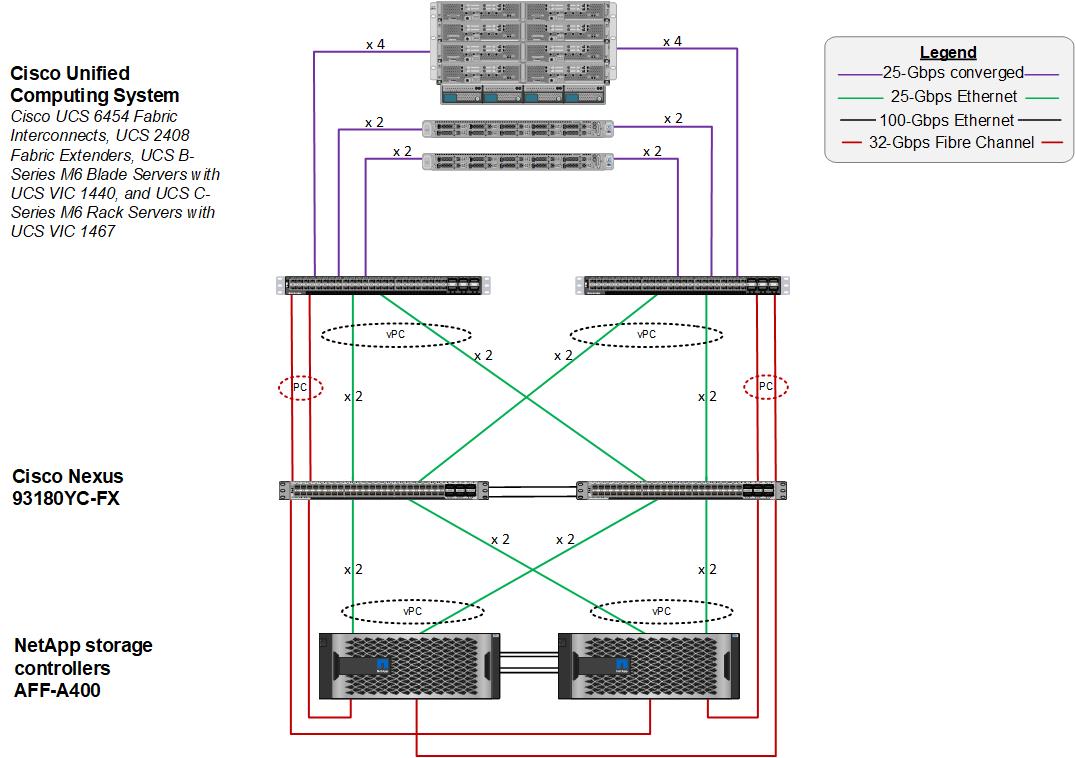 Cisco Unified
Computing System
Cisco UCS 6454 Fabric
Interconnects, UCS 2408
Fabric Extenders, UCS B-
Series M6 Blade Servers with
UCS VIC 1440, and UCS C-
Series M6 Rack Servers with
UCS VIC 1467
x 4
x 4
x 2
x 2
x 2
x 2
Legend
25-Gbps converged
25-Gbps Ethernet
100-Gbps Ethernet
32-Gbps Fibre Channel
vPC
vPC
x 2
x 2
PC
PC
x 2
x 2
Cisco Nexus
93180YC-FX
x 2
x 2
x 2
x 2
vPC
vPC
NetApp storage
controllers
AFF-A400
NetApp
NetApp